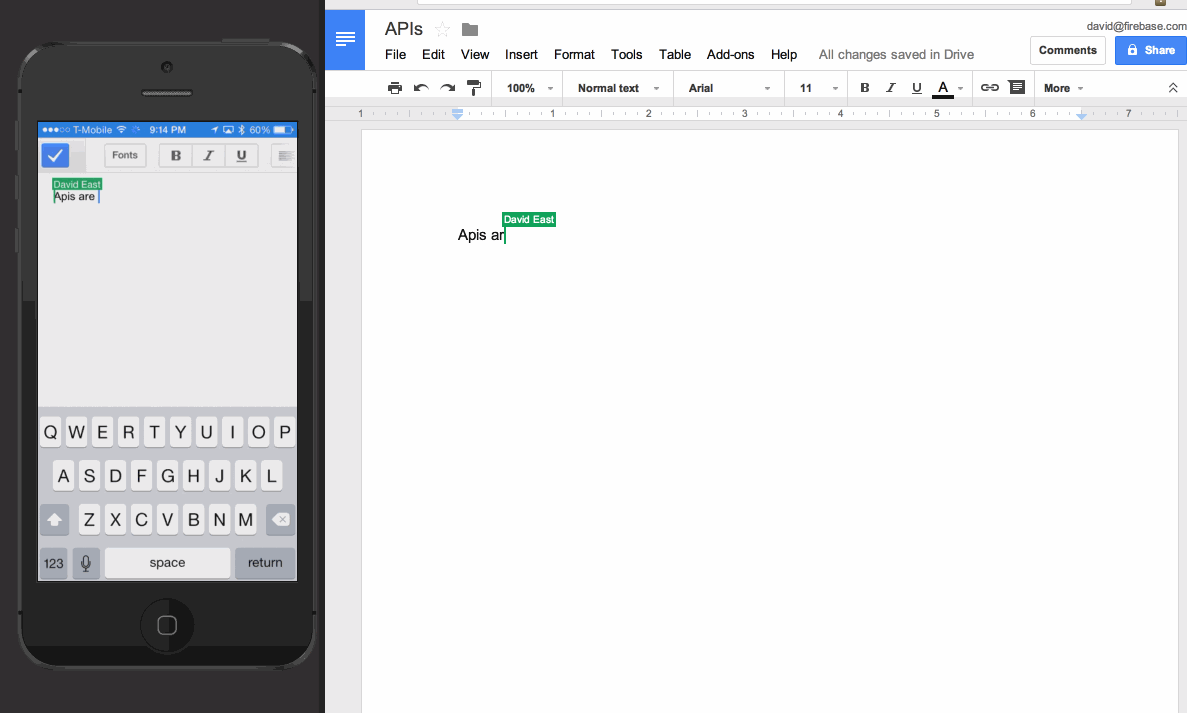 T-Mobile 9:14 PM 60%
Fonts B I U
David East
Apis are
Q W E R T Y U I O P
A S D F G H J K L
Z X C V B N M
123 space return
APIs
david@firebase.com
File Edit View Insert Format Tools Table Add-ons Help All changes saved in Drive
Comments Share
100% Normal text Arial 11 B I U A More
1 1 2 3 4 5 6 7
David East
Apis ar